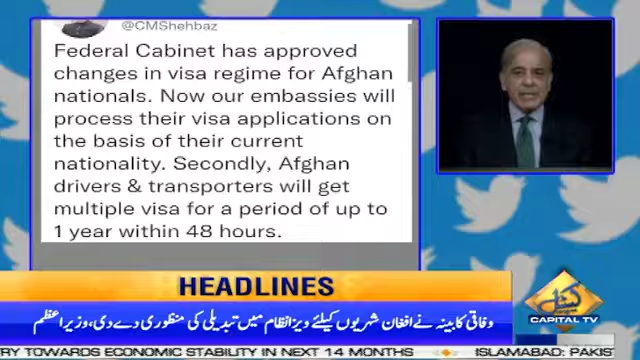 @CMShehbaz
Federal Cabinet has approved
changes in visa regime for Afghan
nationals. Now our embassies will
process their visa applications on
the basis of their current
nationality. Secondly, Afghan
drivers & transporters will get
multiple visa for a period of up to
1 year within 48 hours.
HEADLINES
وفاقی کابینہ نے افغان شہریوں کیلئے ویزا نظام میں تبدیلی کی منظوری دے دی، وزیراعظم
کیپیٹل
CAPITAL TV
RY TOWARDS ECONOMIC STABILITY IN NEXT 14 MONTHS
ISLAMABAD: PAKIS